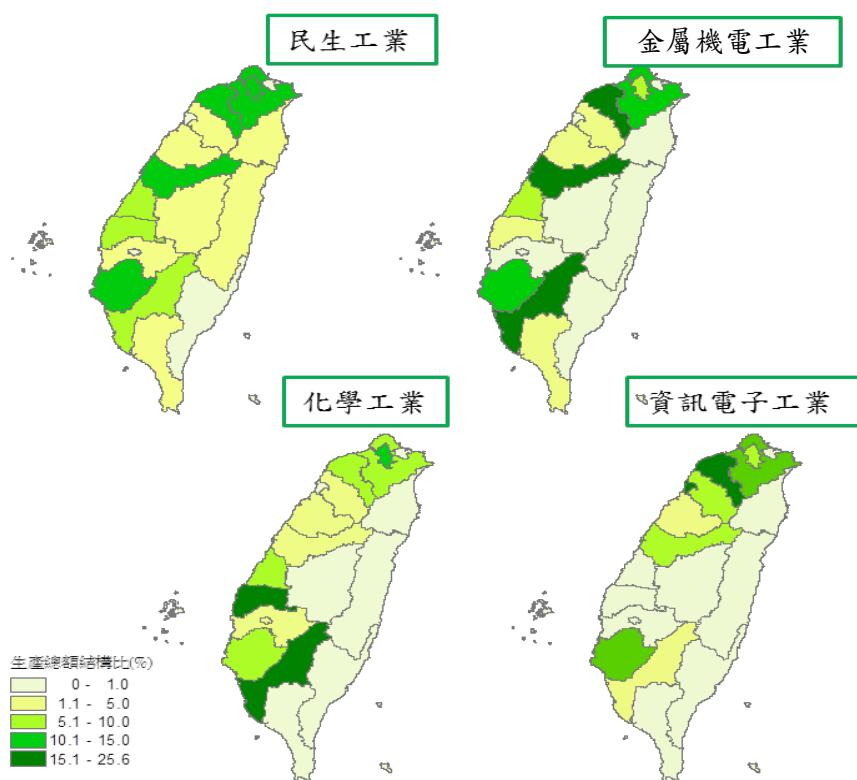 民生工業
金屬機電工業
化學工業
資訊電子工業
生產總額結構比(%)
0 - 1.0
1.1 - 5.0
5.1 - 10.0
10.1 - 15.0
15.1 - 25.6